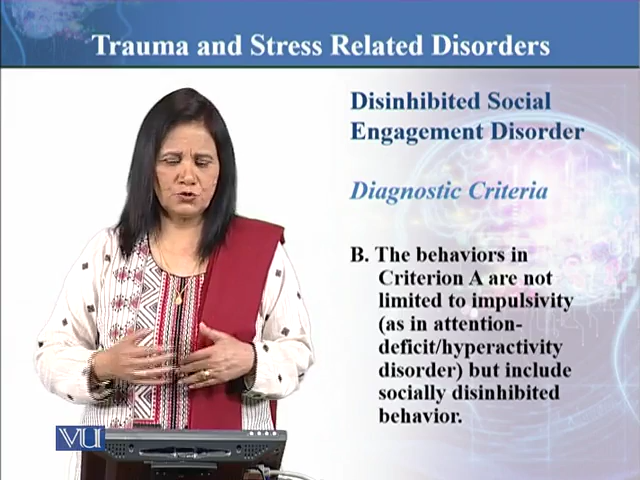 Trauma and Stress Related Disorders
Disinhibited Social
Engagement Disorder
Diagnostic Criteria
B. The behaviors in
Criterion A are not
limited to impulsivity
(as in attention-
deficit/hyperactivity
disorder) but include
socially disinhibited
behavior.
VU